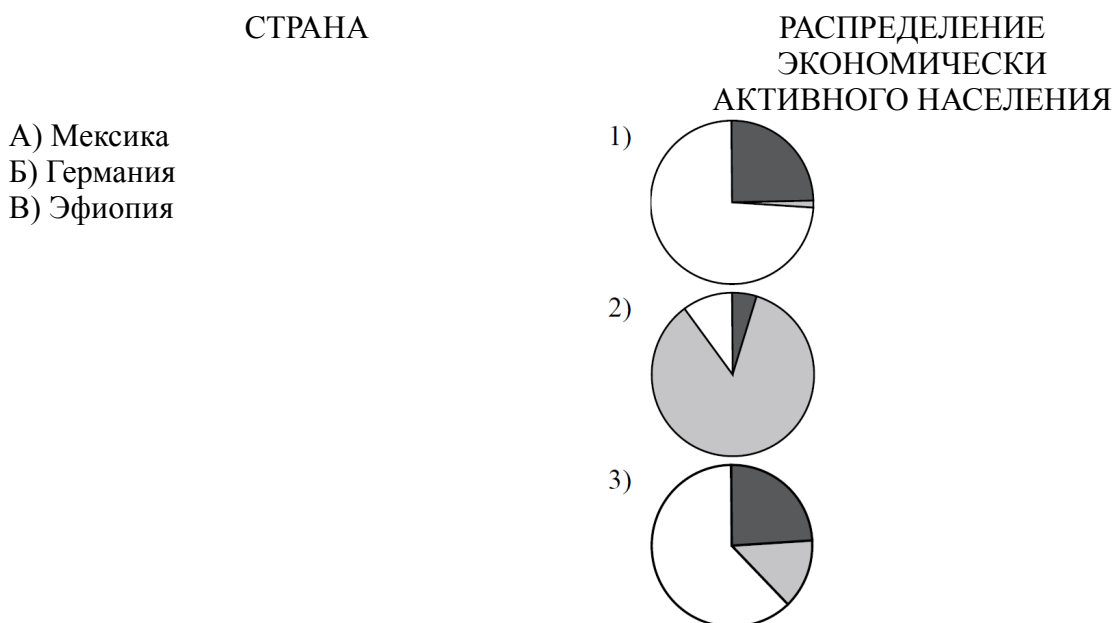 СТРАНА
РАСПРЕДЕЛЕНИЕ
ЭКОНОМИЧЕСКИ
АКТИВНОГО НАСЕЛЕНИЯ
А) Мексика
Б) Германия
В) Эфиопия
1)
2)
3)